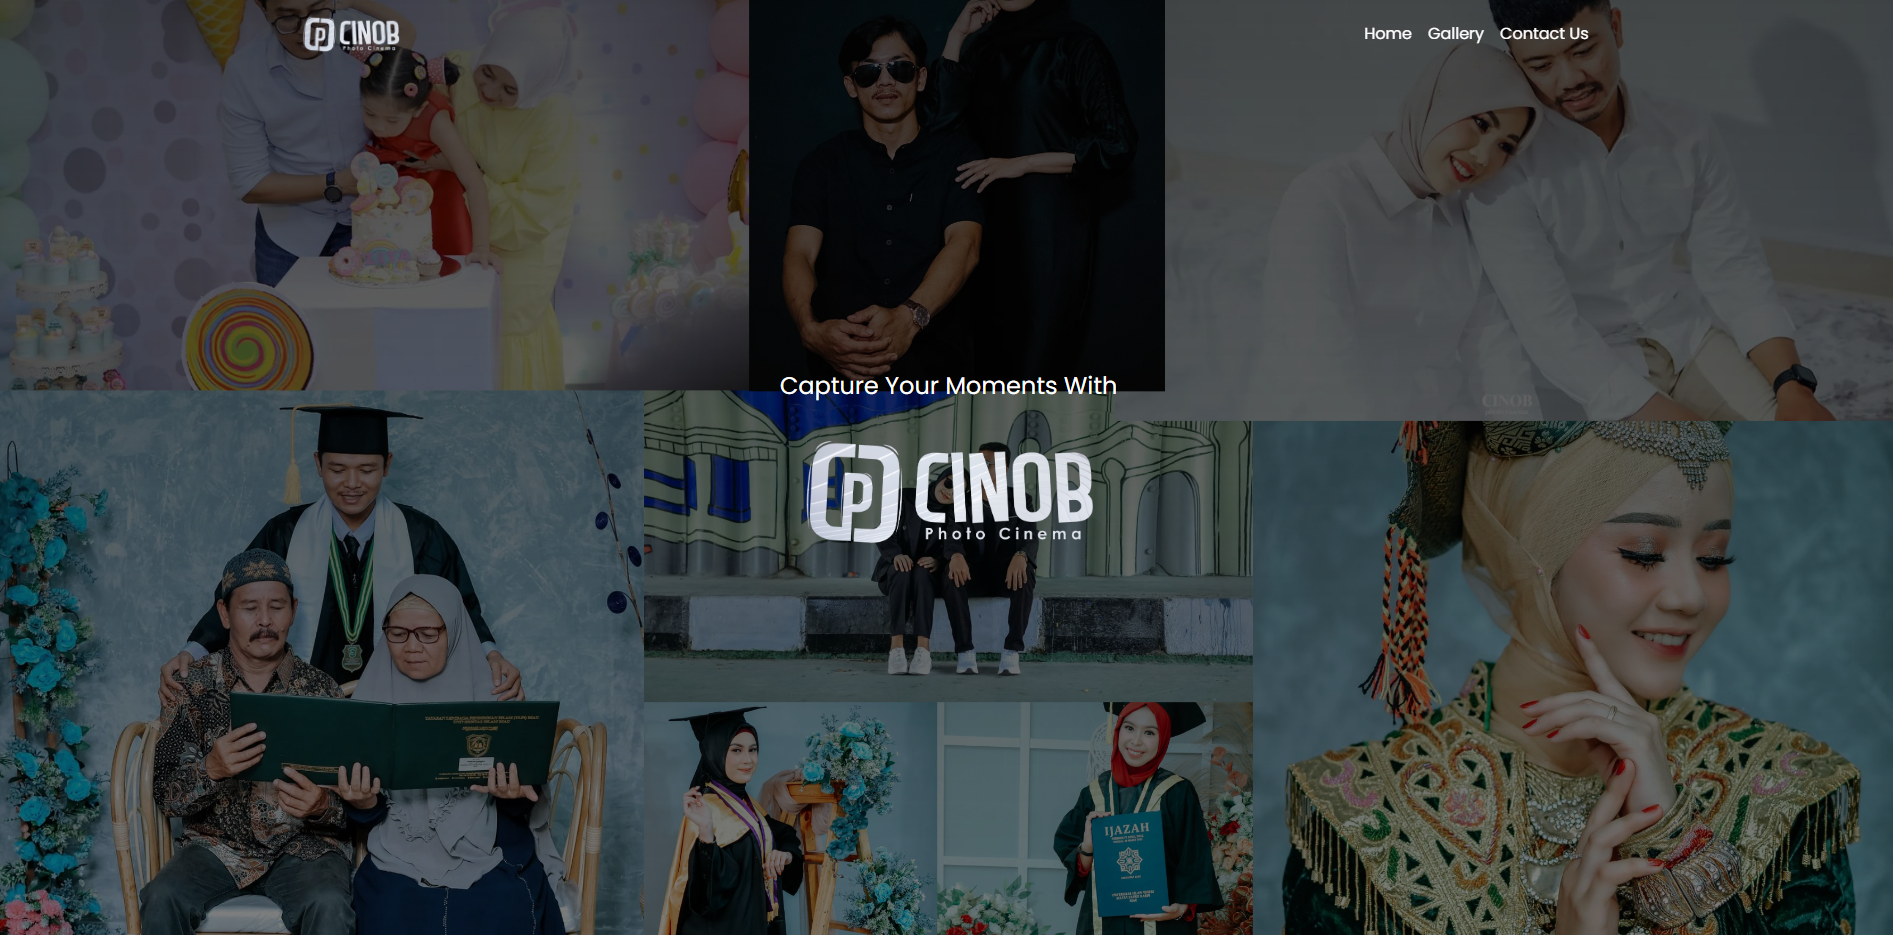 CINOB
Photo Cinema
Home Gallery Contact Us
Capture Your Moments With
CINOB
CINOB
Photo Cinema
IJAZAH